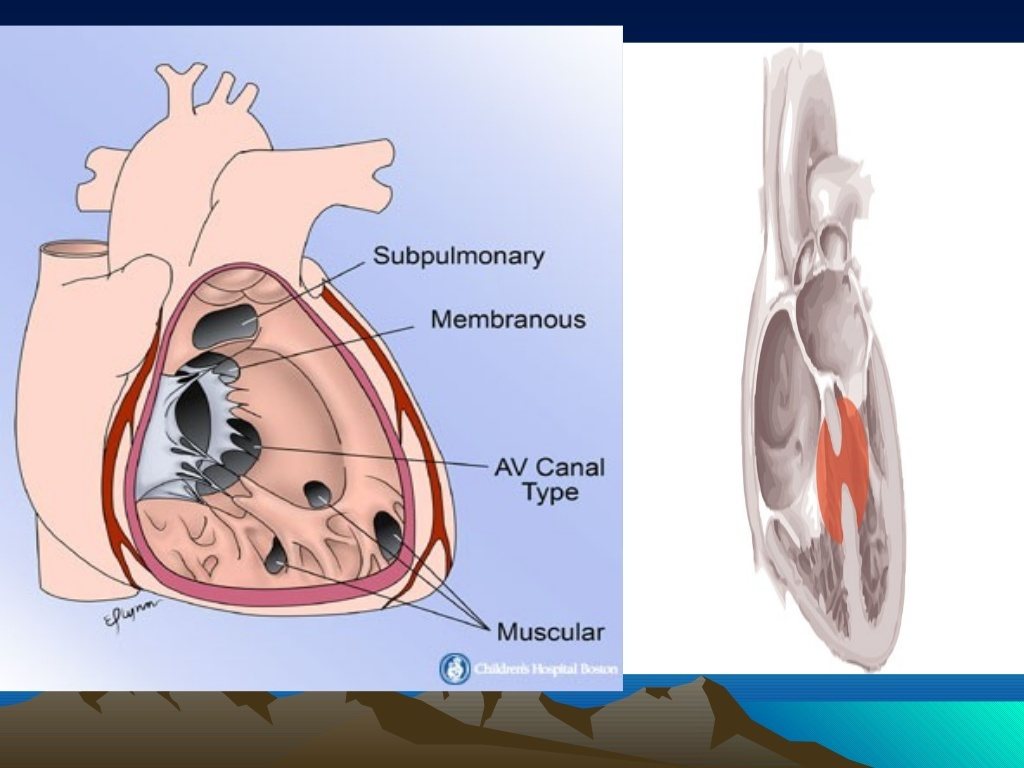 Subpulmonary
Membranous
AV Canal
Type
Muscular
Children's Hospital Boston